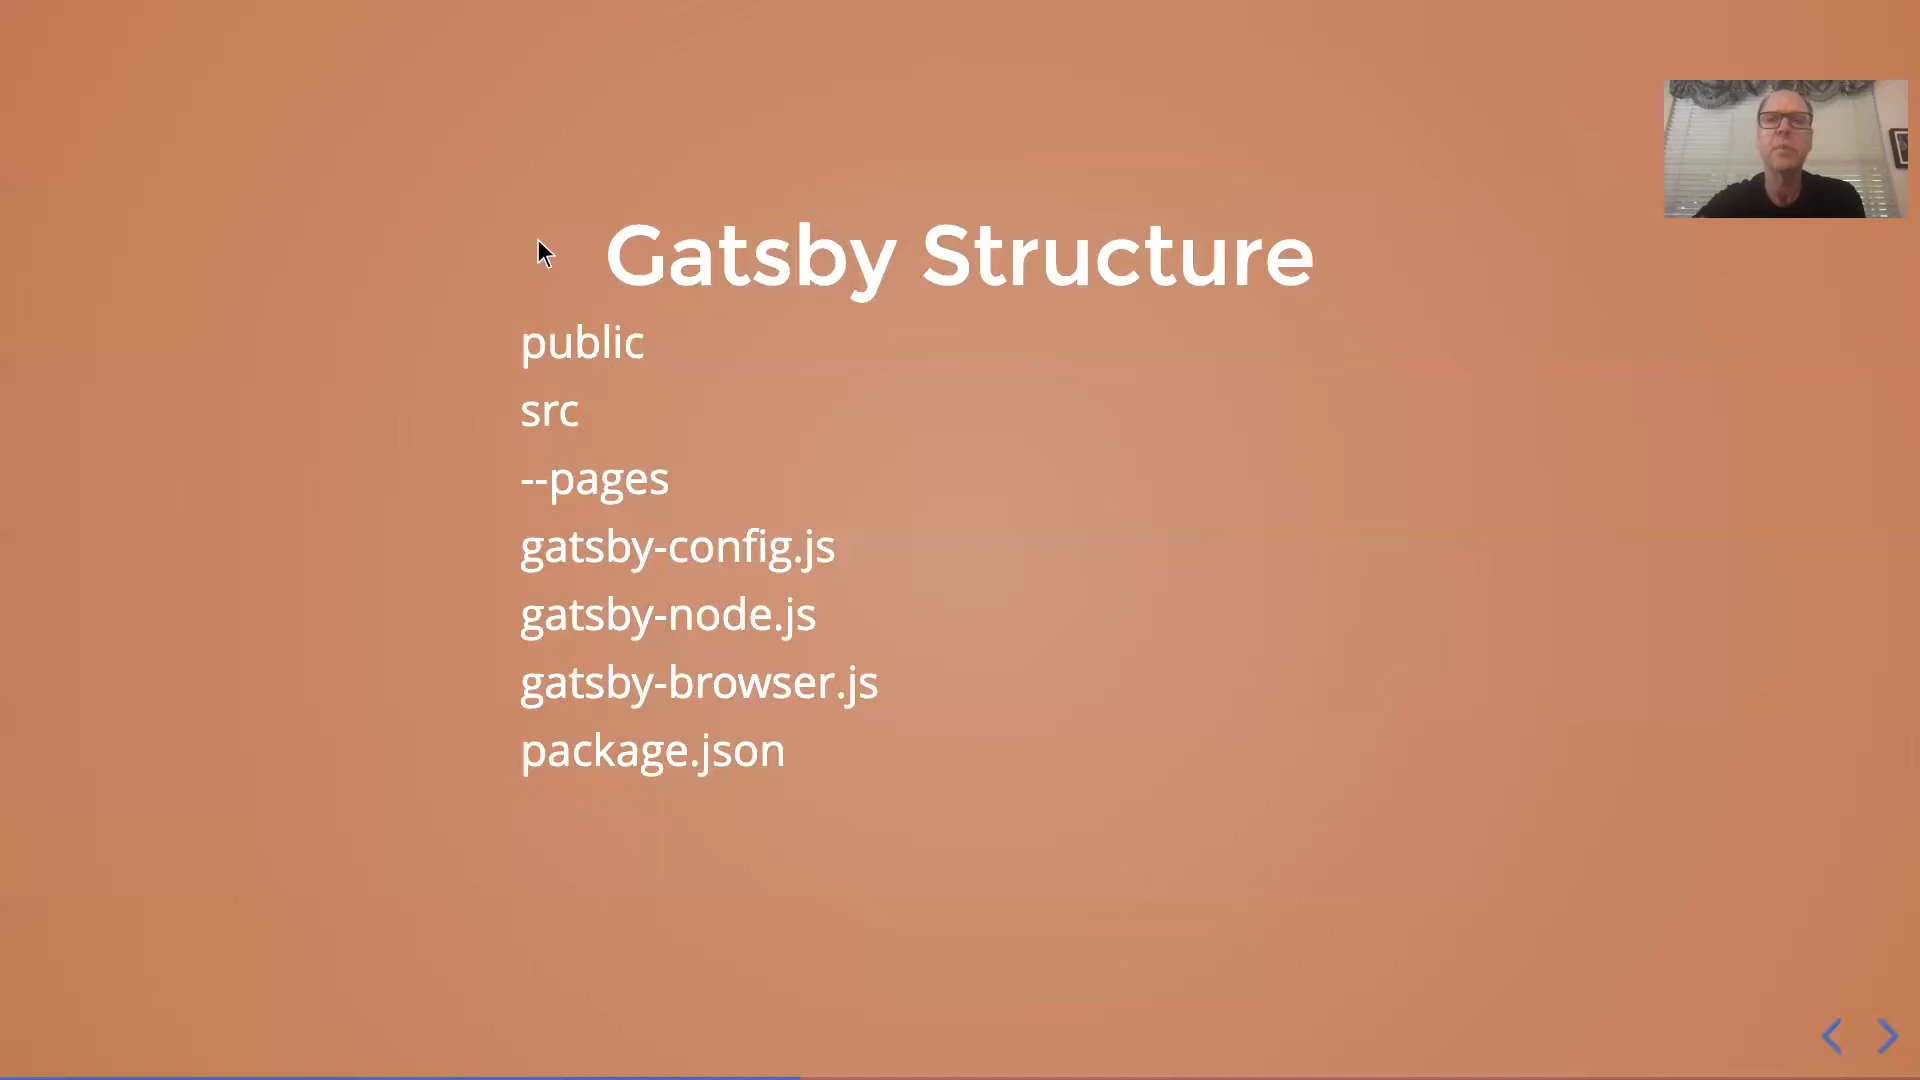 Gatsby Structure
public
src
--pages
gatsby-config.js
gatsby-node.js
gatsby-browser.js
package.json